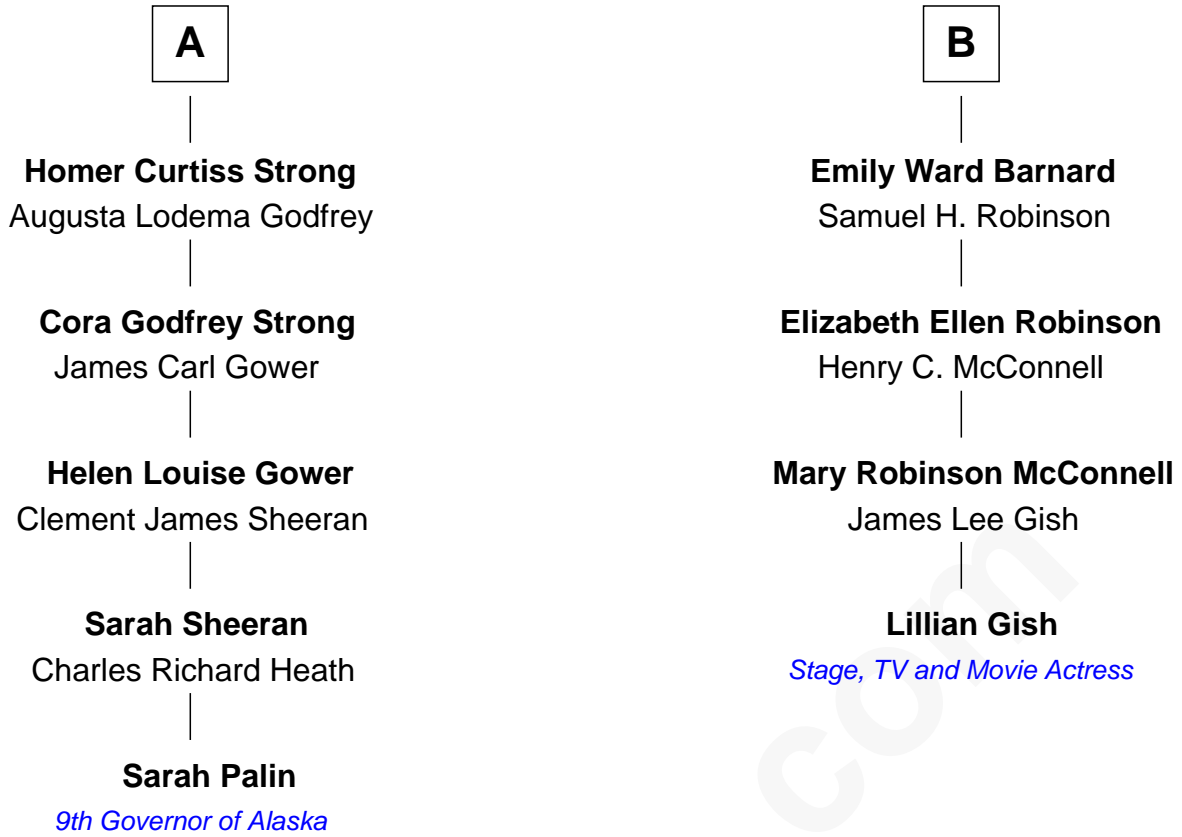 A
Homer Curtiss Strong
Augusta Lodema Godfrey
Cora Godfrey Strong
James Carl Gower
Helen Louise Gower
Clement James Sheeran
Sarah Sheeran
Charles Richard Heath
Sarah Palin
9th Governor of Alaska
B
Emily Ward Barnard
Samuel H. Robinson
Elizabeth Ellen Robinson
Henry C. McConnell
Mary Robinson McConnell
James Lee Gish
Lillian Gish
Stage, TV and Movie Actress
com